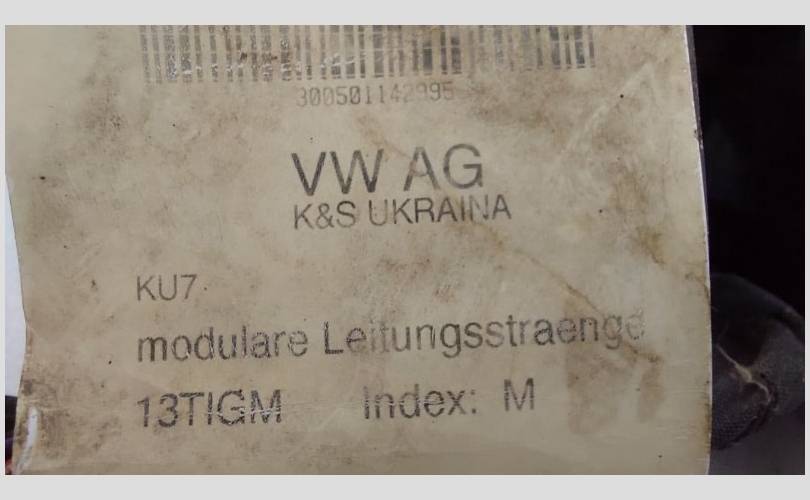 300501142995
VW AG
K&S UKRAINA
KU7
modulare Leitungsstraenge
13TIGM Index: M